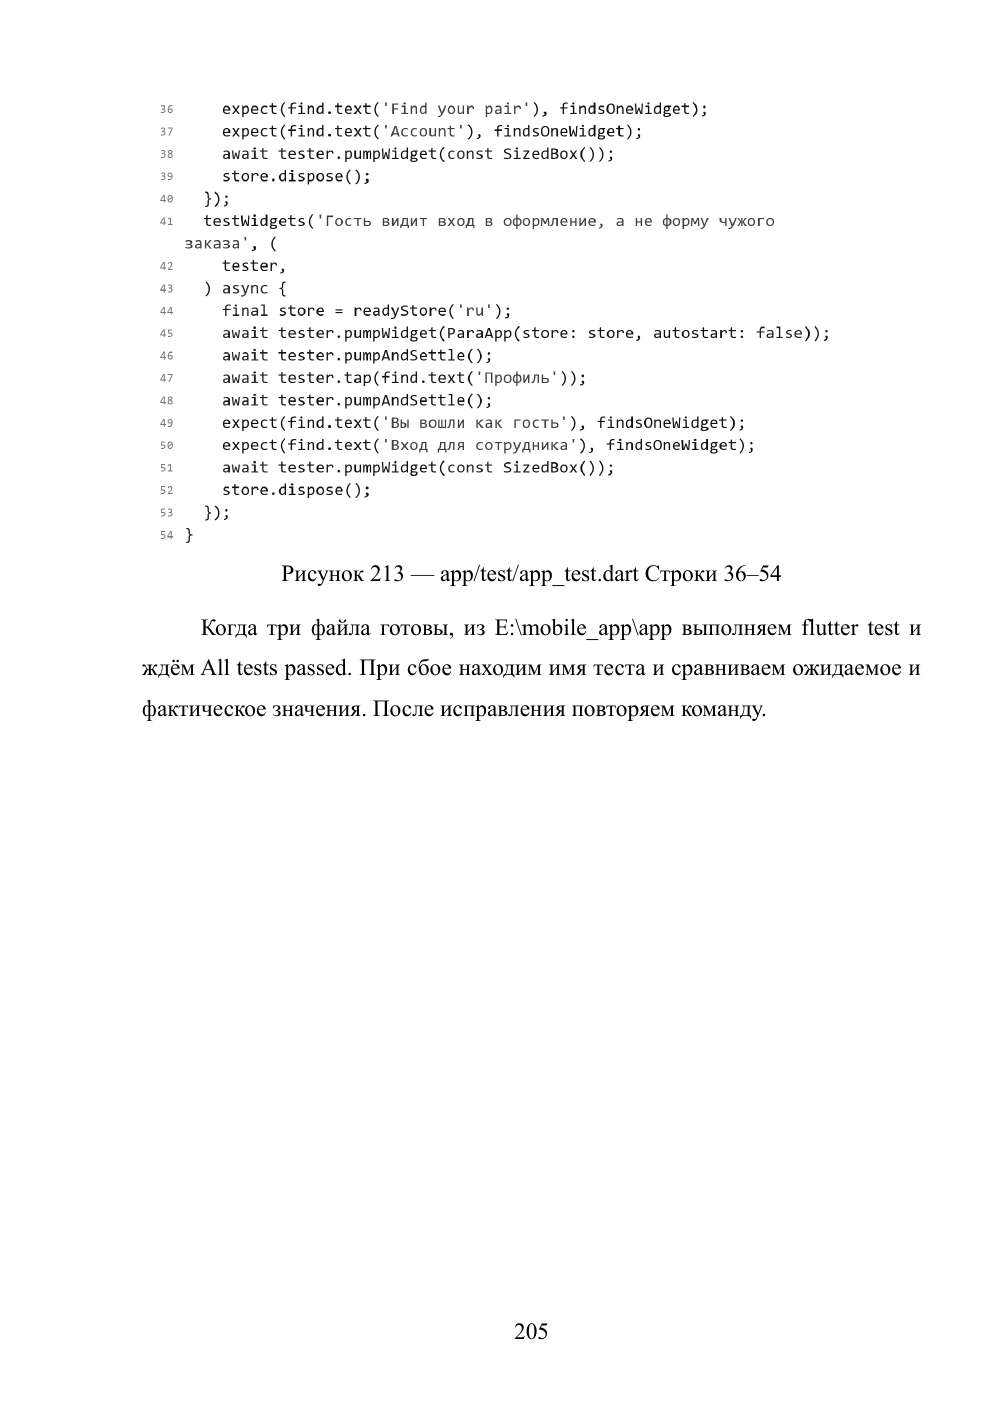 36     expect(find.text('Find your pair'), findsOneWidget);
37     expect(find.text('Account'), findsOneWidget);
38     await tester.pumpWidget(const SizedBox());
39     store.dispose();
40   });
41   testWidgets('Гость видит вход в оформление, а не форму чужого
заказа', (
42     tester,
43   ) async {
44     final store = readyStore('ru');
45     await tester.pumpWidget(ParaApp(store: store, autostart: false));
46     await tester.pumpAndSettle();
47     await tester.tap(find.text('Профиль'));
48     await tester.pumpAndSettle();
49     expect(find.text('Вы вошли как гость'), findsOneWidget);
50     expect(find.text('Вход для сотрудника'), findsOneWidget);
51     await tester.pumpWidget(const SizedBox());
52     store.dispose();
53   });
54 }
Рисунок 213 — app/test/app_test.dart Строки 36–54
Когда три файла готовы, из E:\mobile_app\app выполняем flutter test и
ждём All tests passed. При сбое находим имя теста и сравниваем ожидаемое и
фактическое значения. После исправления повторяем команду.
205